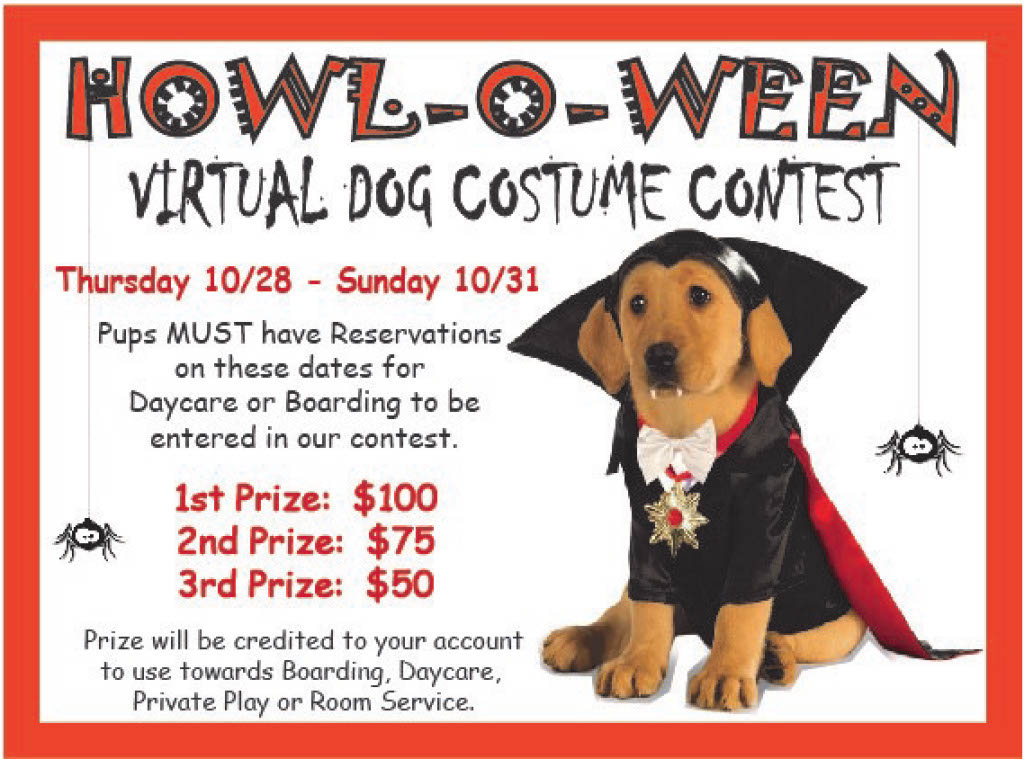 HOWL-O-WEEN
VIRTUAL DOG COSTUME CONTEST
Thursday 10/28 - Sunday 10/31
Pups MUST have Reservations
on these dates for
Daycare or Boarding to be
entered in our contest.
1st Prize: $100
2nd Prize: $75
3rd Prize: $50
Prize will be credited to your account
to use towards Boarding, Daycare,
Private Play or Room Service.